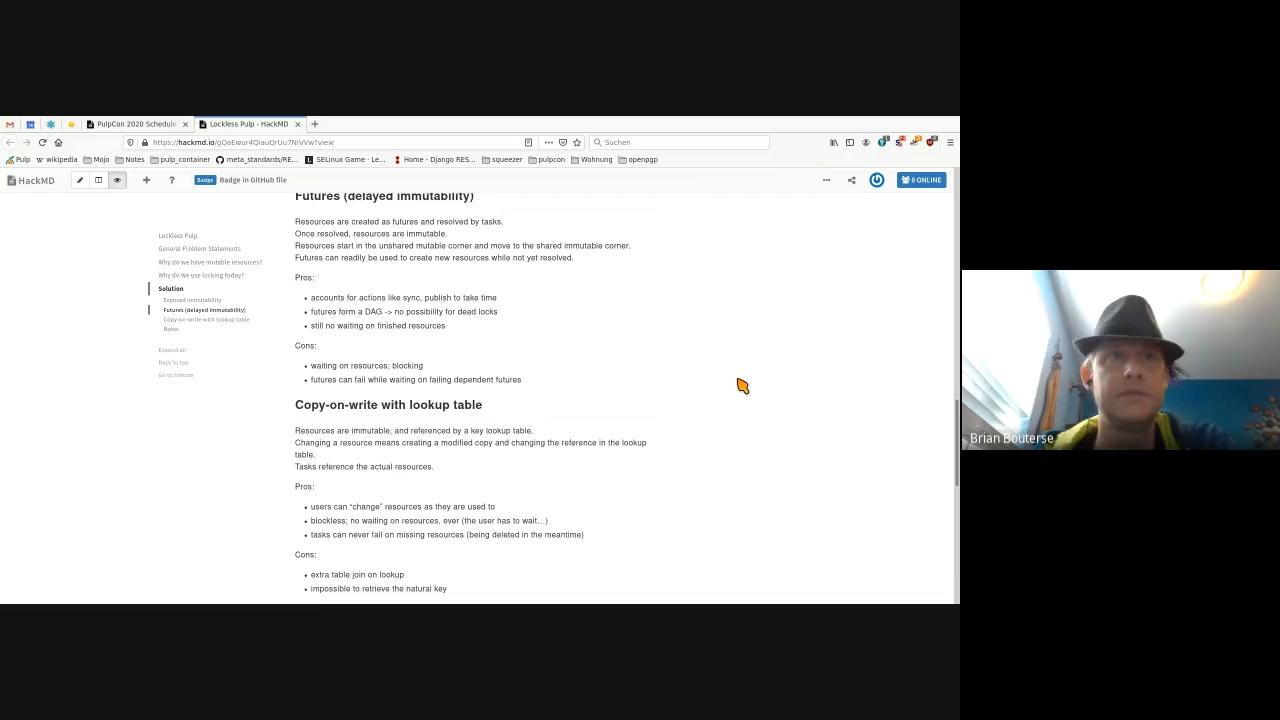 PulpCon 2020 Schedule
Lockless Pulp - HackMD
https://hackmd.io/gQaEwur4QiauQrUu7NiVVw?view
Suchen
Pulp
wikipedia
Mojo
Notes
pulp_container
meta_standards/RE...
SELinux Game - Le...
Home - Django RES...
squeezer
pulpcon
Wohnung
openpgp
HackMD
Badge
Badge in GitHub file
8 ONLINE
Lockless Pulp
General Problem Statements
Why do we have mutable resources?
Why do we use locking today?
Solution
Exposed immutability
Futures (delayed immutability)
Copy-on-write with lookup table
Notes
Expand all
Back to top
Go to bottom
Futures (delayed immutability)
Resources are created as futures and resolved by tasks.
Once resolved, resources are immutable.
Resources start in the unshared mutable corner and move to the shared immutable corner.
Futures can readily be used to create new resources while not yet resolved.
Pros:
• accounts for actions like sync, publish to take time
• futures form a DAG -> no possibility for dead locks
• still no waiting on finished resources
Cons:
• waiting on resources; blocking
• futures can fail while waiting on failing dependent futures
Copy-on-write with lookup table
Resources are immutable, and referenced by a key lookup table.
Changing a resource means creating a modified copy and changing the reference in the lookup
table.
Tasks reference the actual resources.
Pros:
• users can “change” resources as they are used to
• blockless; no waiting on resources, ever (the user has to wait…)
• tasks can never fail on missing resources (being deleted in the meantime)
Cons:
• extra table join on lookup
• impossible to retrieve the natural key
Brian Bouterse